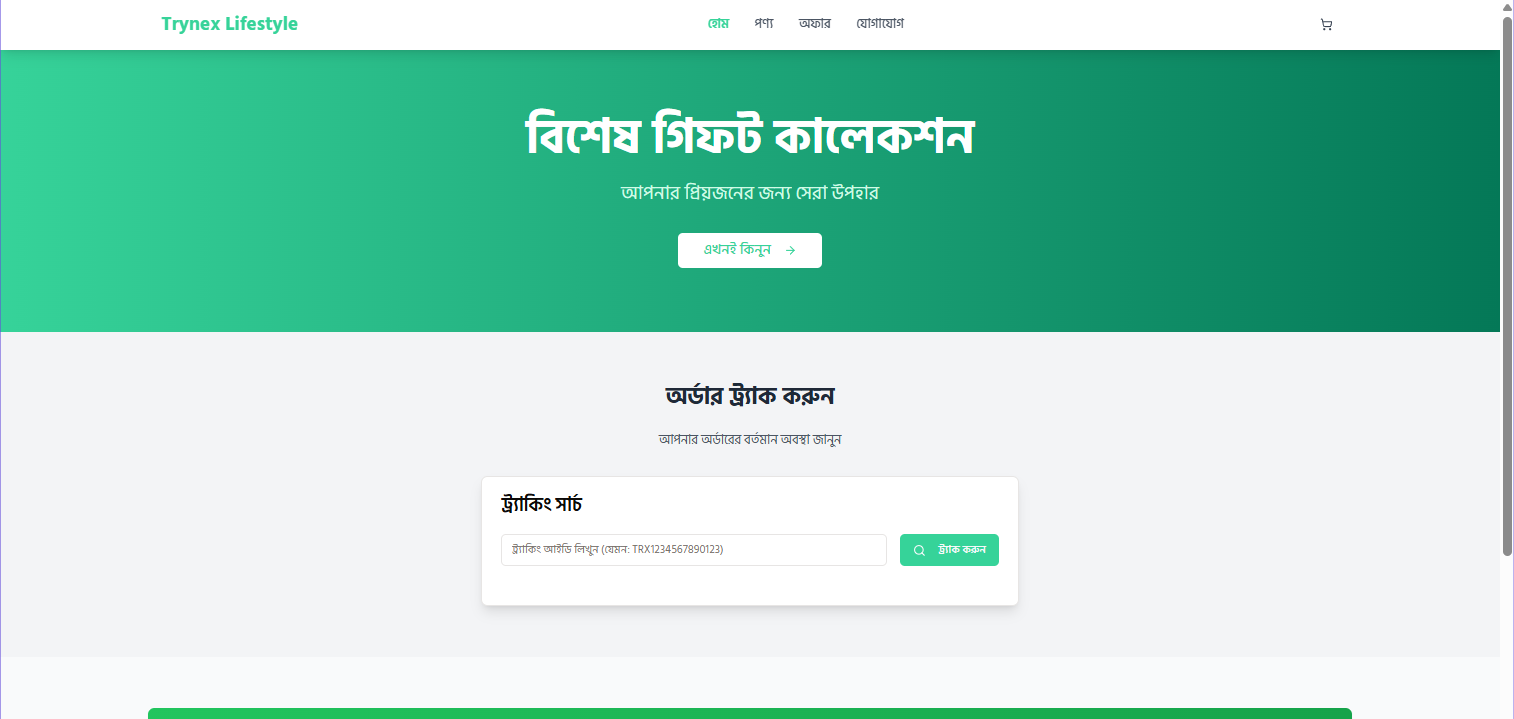 Trynex Lifestyle
হোম
পণ্য
অফার
যোগাযোগ
বিশেষ গিফট কালেকশন
আপনার প্রিয়জনের জন্য সেরা উপহার
এখনই কিনুন
অর্ডার ট্র্যাক করুন
আপনার অর্ডারের বর্তমান অবস্থা জানুন
ট্র্যাকিং সার্চ
ট্র্যাকিং আইডি লিখুন (যেমন: TRX1234567890123)
ট্র্যাক করুন